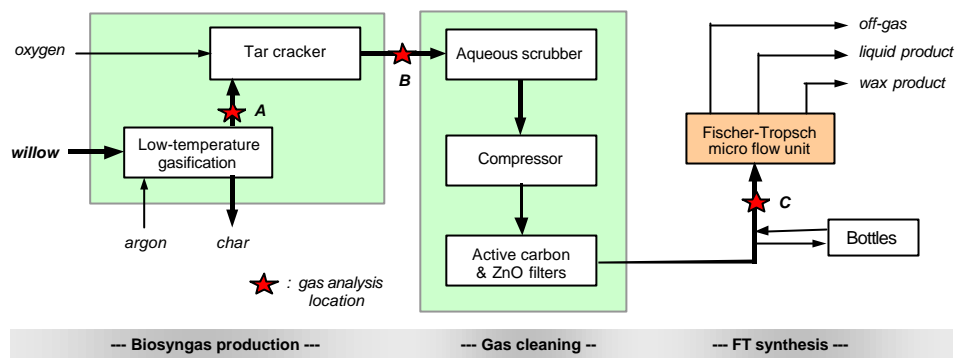 oxygen
Tar cracker
A
B
willow
Low-temperature
gasification
argon
char
Aqueous scrubber
Compressor
Active carbon
& ZnO filters
off-gas
liquid product
wax product
Fischer-Tropsch
micro flow unit
C
Bottles
: gas analysis
location
--- Biosyngas production ---
--- Gas cleaning --
--- FT synthesis ---